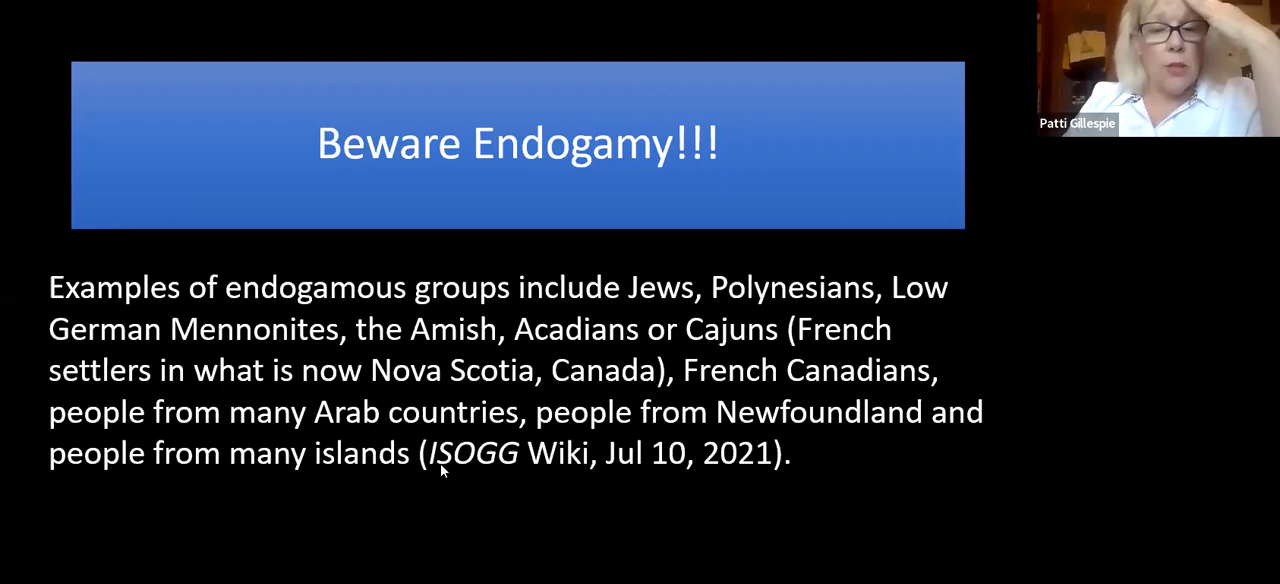 Patti Gillespie
Beware Endogamy!!!
Examples of endogamous groups include Jews, Polynesians, Low
German Mennonites, the Amish, Acadians or Cajuns (French
settlers in what is now Nova Scotia, Canada), French Canadians,
people from many Arab countries, people from Newfoundland and
people from many islands (ISOGG Wiki, Jul 10, 2021).